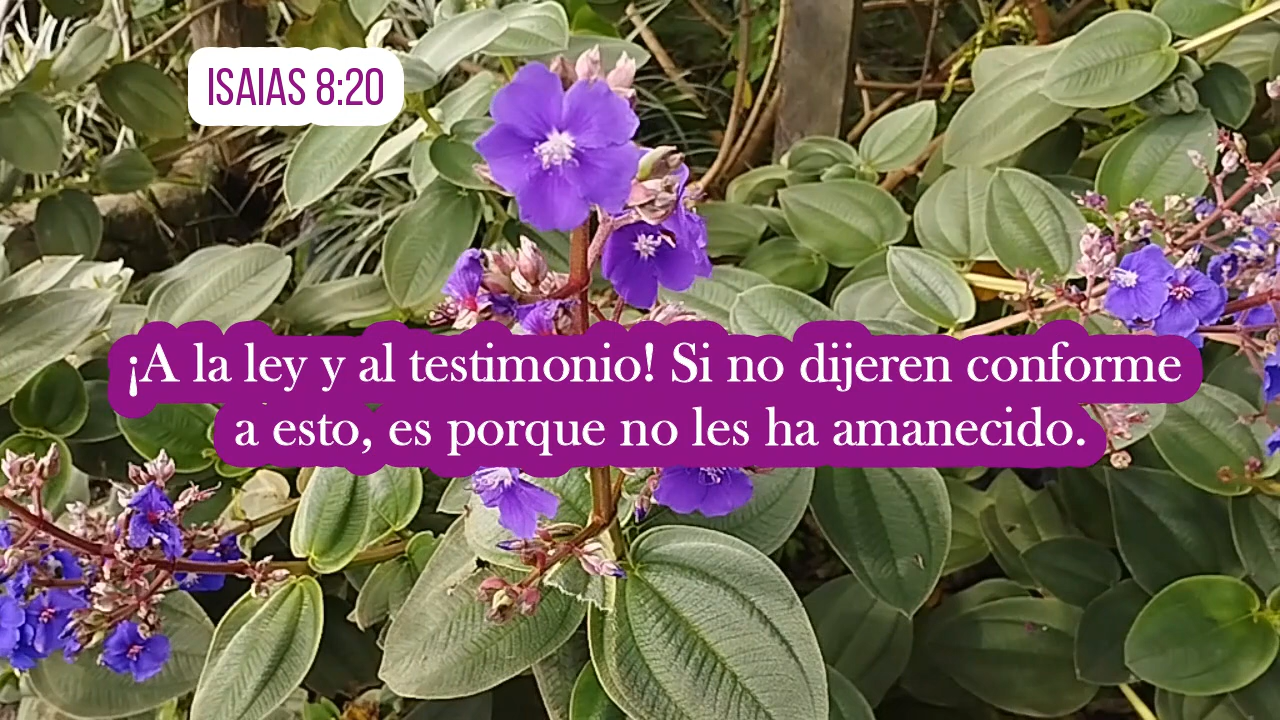 ISAIAS 8:20
¡A la ley y al testimonio! Si no dijeren conforme
a esto, es porque no les ha amanecido.